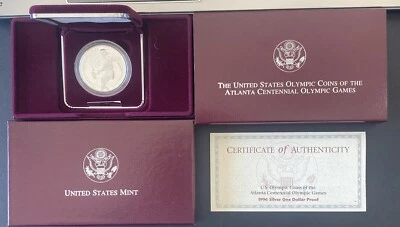 THE UNITED STATES OLYMPIC COINS OF THE
ATLANTA CENTENNIAL OLYMPIC GAMES
UNITED STATES MINT
CERTIFICATE of AUTHENTICITY
U.S. Olympic Coins of the
Atlanta Centennial Olympic Games
1996 Silver One Dollar Proof